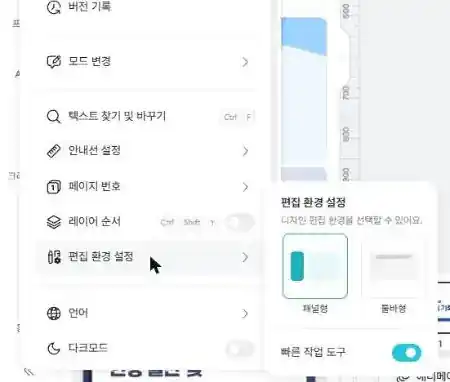 버전 기록
모드 변경
텍스트 찾기 및 바꾸기 Ctrl F
안내선 설정
페이지 번호
레이어 순서 Ctrl Shift Y
편집 환경 설정
언어
다크모드
편집 환경 설정
디자인 편집 환경을 선택할 수 있어요.
패널형 툴바형
빠른 작업 도구
600
700
800
900